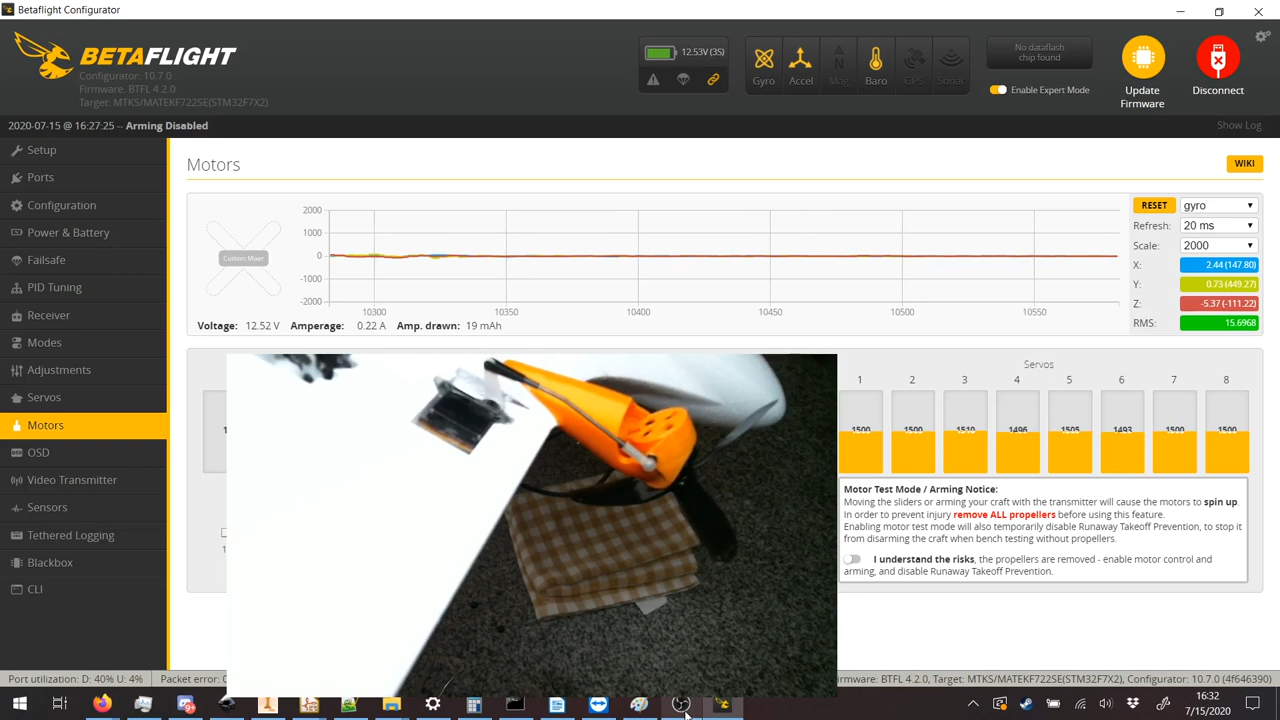 Betaflight Configurator
BETAFLIGHT
Configurator: 10.7.0
Firmware: BTFL 4.2.0
Target: MTKS/MATEKF722SE(STM32F7X2)
12.53V (3S)
Gyro
Accel
Mag
Baro
GPS
Sonar
No dataflash
chip found
Enable Expert Mode
Update
Firmware
Disconnect
2020-07-15 @ 16:27:25 -- Arming Disabled
Show Log
Setup
Ports
Configuration
Power & Battery
Failsafe
PID Tuning
Receiver
Modes
Adjustments
Servos
Motors
OSD
Video Transmitter
Sensors
Tethered Logging
Blackbox
CLI
Motors
WIKI
Custom Mixer
2000
1000
0
-1000
-2000
10300
10350
10400
10450
10500
10550
Voltage: 12.52 V Amperage: 0.22 A Amp. drawn: 19 mAh
RESET gyro
Refresh: 20 ms
Scale: 2000
X: 2.44 (147.80)
Y: 0.73 (449.27)
Z: -5.37 (-111.22)
RMS: 15.6968
Servos
1 2 3 4 5 6 7 8
1500 1500 1510 1496 1505 1493 1500 1500
Motor Test Mode / Arming Notice:
Moving the sliders or arming your craft with the transmitter will cause the motors to spin up.
In order to prevent injury remove ALL propellers before using this feature.
Enabling motor test mode will also temporarily disable Runaway Takeoff Prevention, to stop it
from disarming the craft when bench testing without propellers.
I understand the risks, the propellers are removed - enable motor control and
arming, and disable Runaway Takeoff Prevention.
Port utilization: D: 40% U: 4%
Packet error:
rmware: BTFL 4.2.0, Target: MTKS/MATEKF722SE(STM32F7X2), Configurator: 10.7.0 (4f646390)
16:32
7/15/2020